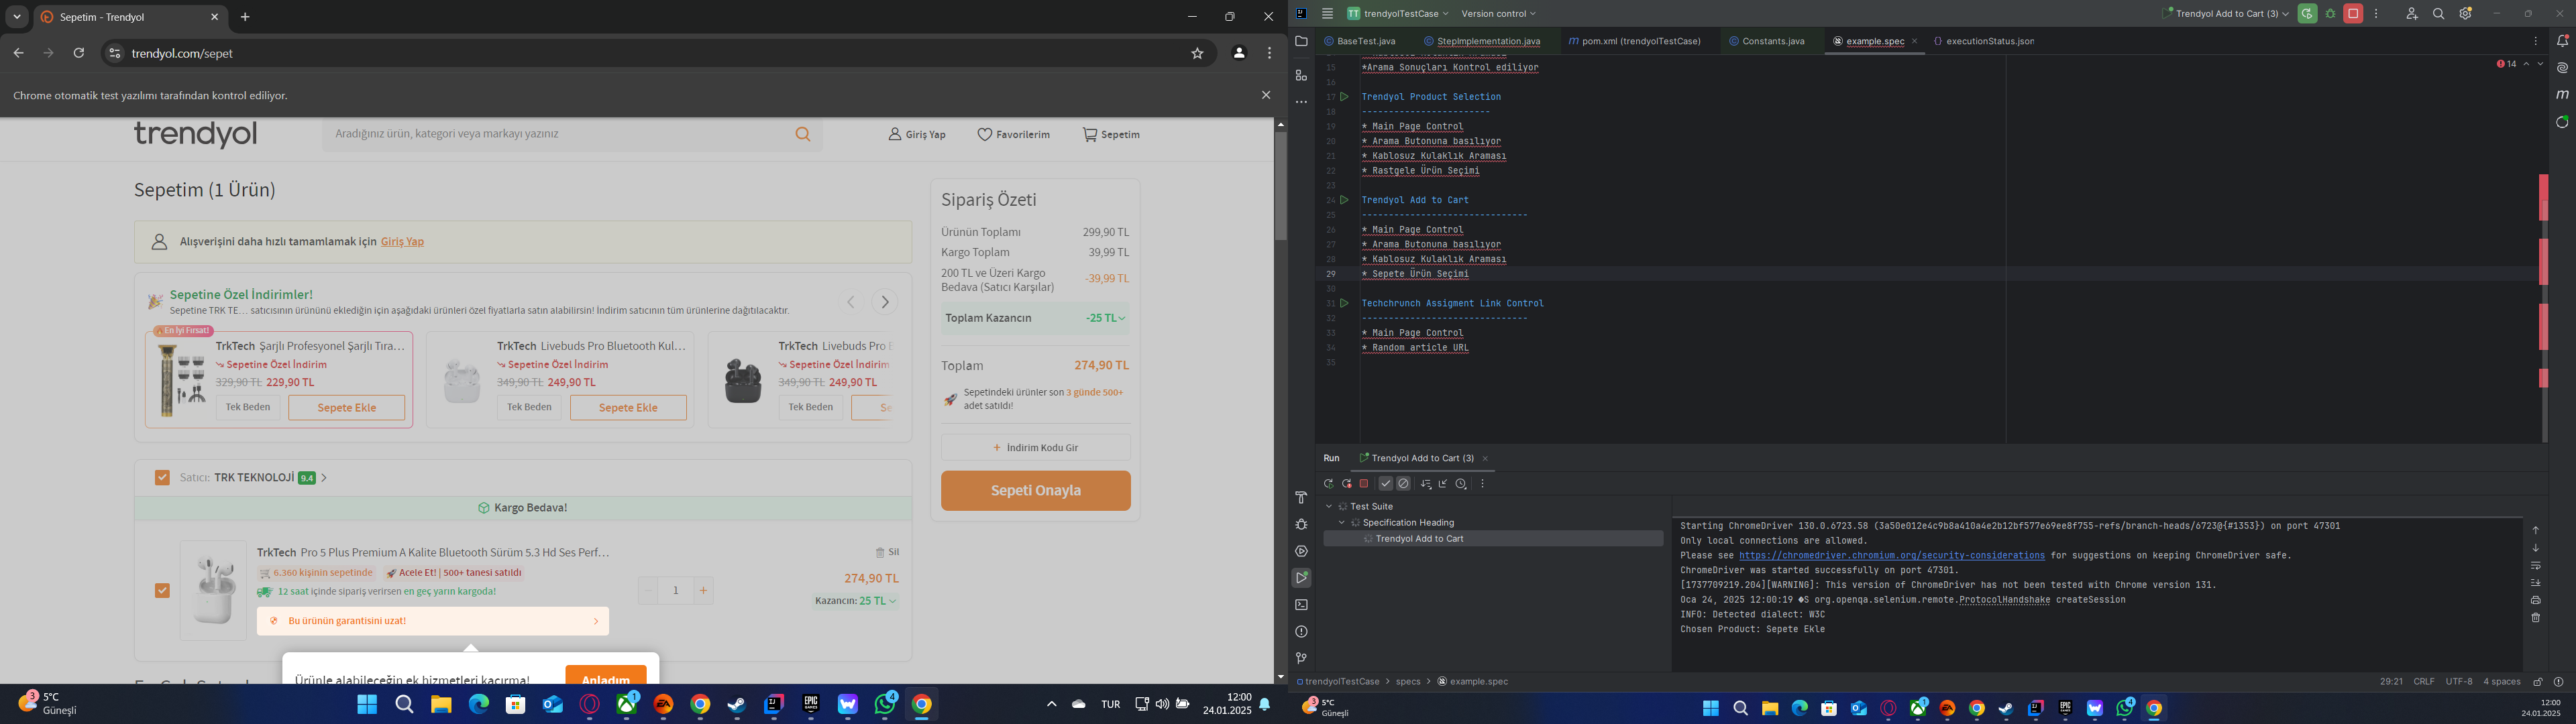 Sepetim - Trendyol
trendyol.com/sepet
Chrome otomatik test yazılımı tarafından kontrol ediliyor.
trendyol
Aradığınız ürün, kategori veya markayı yazınız
Giriş Yap
Favorilerim
Sepetim
Sepetim (1 Ürün)
Alışverişini daha hızlı tamamlamak için Giriş Yap
Sepetine Özel İndirimler!
Sepetine TRK TE... satıcısının ürününü eklediğin için aşağıdaki ürünleri özel fiyatlarla satın alabilirsin! İndirim satıcının tüm ürünlerine dağıtılacaktır.
En İyi Fırsat!
TrkTech Şarjlı Profesyonel Şarjlı Tıra...
Sepetine Özel İndirim
329,90 TL 229,90 TL
Tek Beden
Sepete Ekle
TrkTech Livebuds Pro Bluetooth Kul...
Sepetine Özel İndirim
349,90 TL 249,90 TL
Tek Beden
Sepete Ekle
TrkTech Livebuds Pro B
Sepetine Özel İndirim
349,90 TL 249,90 TL
Tek Beden
Se
Satıcı: TRK TEKNOLOJİ 9.4
Kargo Bedava!
TrkTech Pro 5 Plus Premium A Kalite Bluetooth Sürüm 5.3 Hd Ses Perf...
6.360 kişinin sepetinde
Acele Et! | 500+ tanesi satıldı
12 saat içinde sipariş verirsen en geç yarın kargoda!
Bu ürünün garantisini uzat!
- 1 +
Sil
274,90 TL
Kazancın: 25 TL
Ürünle alabileceğin ek hizmetleri kaçırma!
Anladım
Sipariş Özeti
Ürünün Toplamı 299,90 TL
Kargo Toplam 39,99 TL
200 TL ve Üzeri Kargo
Bedava (Satıcı Karşılar) -39,99 TL
Toplam Kazancın -25 TL
Toplam 274,90 TL
Sepetindeki ürünler son 3 günde 500+
adet satıldı!
+ İndirim Kodu Gir
Sepeti Onayla
3
5°C
Güneşli
1
4
TUR
12:00
24.01.2025
TT trendyolTestCase
Version control
Trendyol Add to Cart (3)
BaseTest.java
StepImplementation.java
pom.xml (trendyolTestCase)
Constants.java
example.spec
executionStatus.json
14
15 *Arama Sonuçları Kontrol ediliyor
16
17 Trendyol Product Selection
18 ------------------------
19 * Main Page Control
20 * Arama Butonuna basılıyor
21 * Kablosuz Kulaklık Araması
22 * Rastgele Ürün Seçimi
23
24 Trendyol Add to Cart
25 -------------------------------
26 * Main Page Control
27 * Arama Butonuna basılıyor
28 * Kablosuz Kulaklık Araması
29 * Sepete Ürün Seçimi
30
31 Techchrunch Assigment Link Control
32 -------------------------------
33 * Main Page Control
34 * Random article URL
35
Run
Trendyol Add to Cart (3)
Test Suite
Specification Heading
Trendyol Add to Cart
Starting ChromeDriver 130.0.6723.58 (3a50e012e4c9b8a410a4e2b12bf577e69ee8f755-refs/branch-heads/6723@{#1353}) on port 47301
Only local connections are allowed.
Please see https://chromedriver.chromium.org/security-considerations for suggestions on keeping ChromeDriver safe.
ChromeDriver was started successfully on port 47301.
[1737709219.204][WARNING]: This version of ChromeDriver has not been tested with Chrome version 131.
Oca 24, 2025 12:00:19 �S org.openqa.selenium.remote.ProtocolHandshake createSession
INFO: Detected dialect: W3C
Chosen Product: Sepete Ekle
trendyolTestCase > specs > example.spec
29:21 CRLF UTF-8 4 spaces
3
5°C
Güneşli
1
4
12:00
24.01.2025